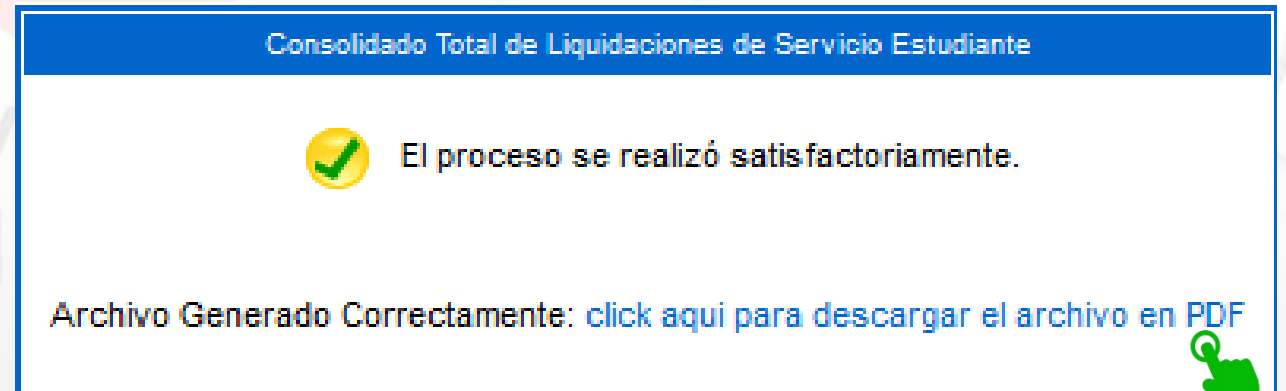 Consolidado Total de Liquidaciones de Servicio Estudiante
El proceso se realizó satisfactoriamente.
Archivo Generado Correctamente: click aqui para descargar el archivo en PDF